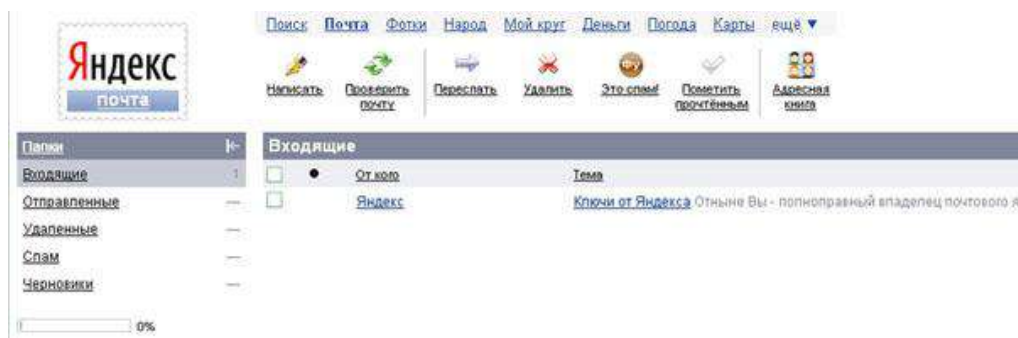 Поиск Почта Фотки Народ Мой круг Деньги Погода Карты ещё ▼
Яндекс
почта
Написать Проверить почту Переслать Удалить Это спам! Пометить прочтённым Адресная книга
Папки
Входящие 1
Отправленные —
Удаленные —
Спам —
Черновики —
0%
Входящие
От кого Тема
Яндекс Ключи от Яндекса Отныне Вы - полноправный владелец почтового я